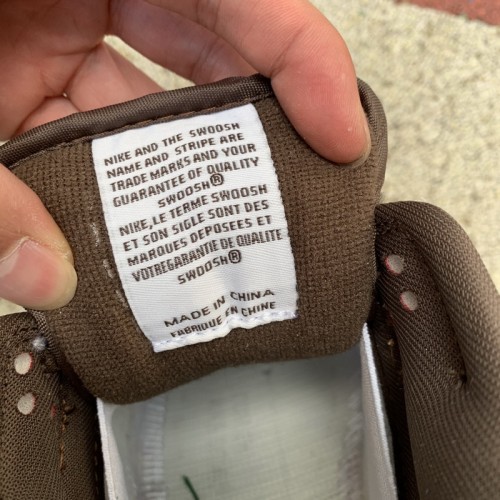 NIKE AND THE SWOOSH
NAME AND STRIPE ARE
TRADE MARKS AND YOUR
GUARANTEE OF QUALITY
SWOOSH®
NIKE,LE TERME SWOOSH
ET SON SIGLE SONT DES
MARQUES DEPOSEES ET
VOTREGARANTIE DE QUALITE
SWOOSH®
MADE IN CHINA
FABRIQUE EN CHINE